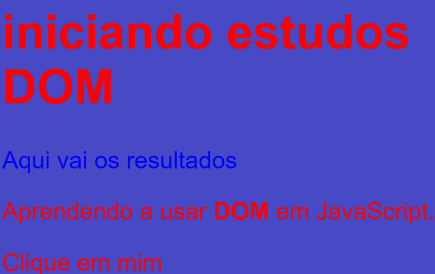 iniciando estudos
DOM
Aqui vai os resultados
Aprendendo a usar DOM em JavaScript.
Clique em mim